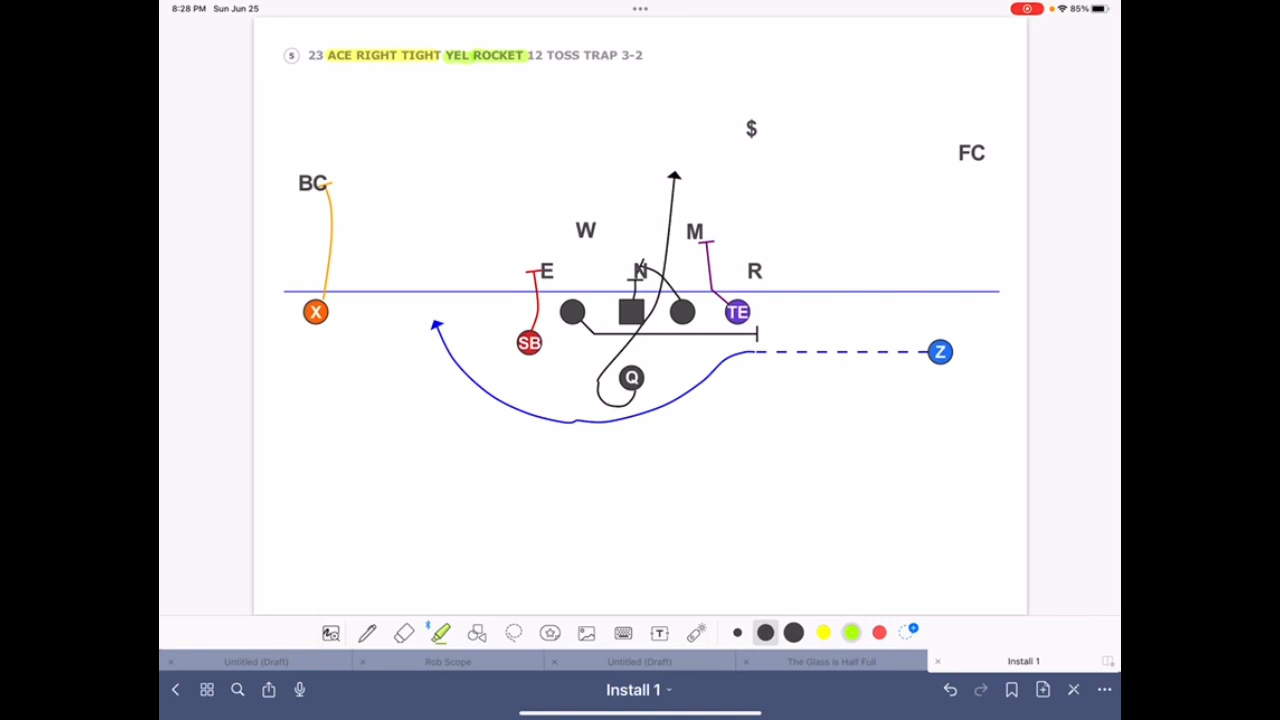 8:28 PM Sun Jun 25
85%
5 23 ACE RIGHT TIGHT YEL ROCKET 12 TOSS TRAP 3-2
$
FC
BC
W
M
E
N
R
X
TE
SB
Z
Q
T
× Untitled (Draft) × Rob Scope × Untitled (Draft) × The Glass is Half Full × Install 1
Install 1